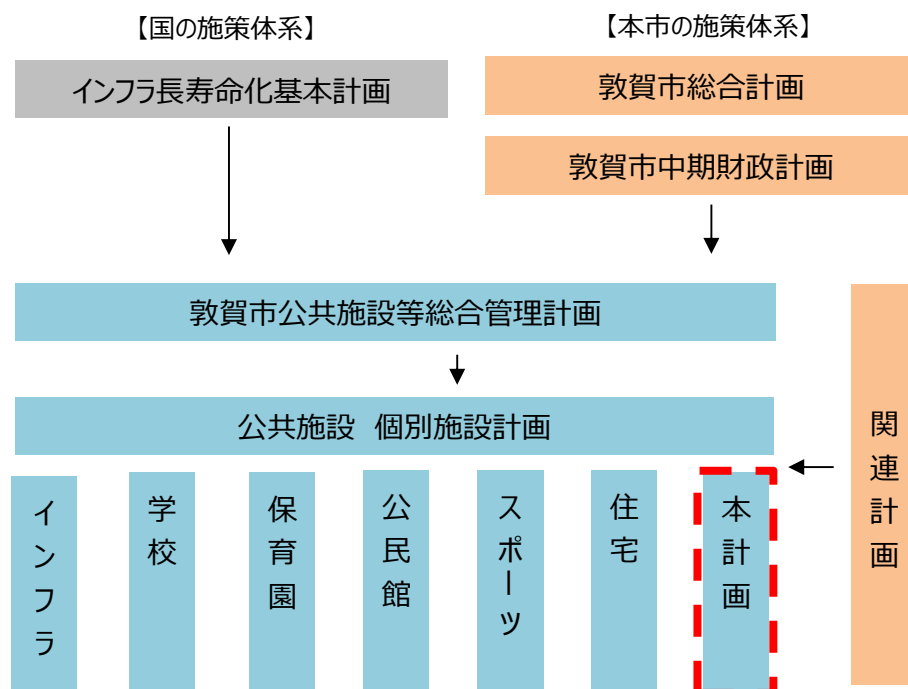 【国の施策体系】
【本市の施策体系】
インフラ長寿命化基本計画
敦賀市総合計画
敦賀市中期財政計画
敦賀市公共施設等総合管理計画
公共施設 個別施設計画
インフラ
学校
保育園
公民館
スポーツ
住宅
本計画
関連計画